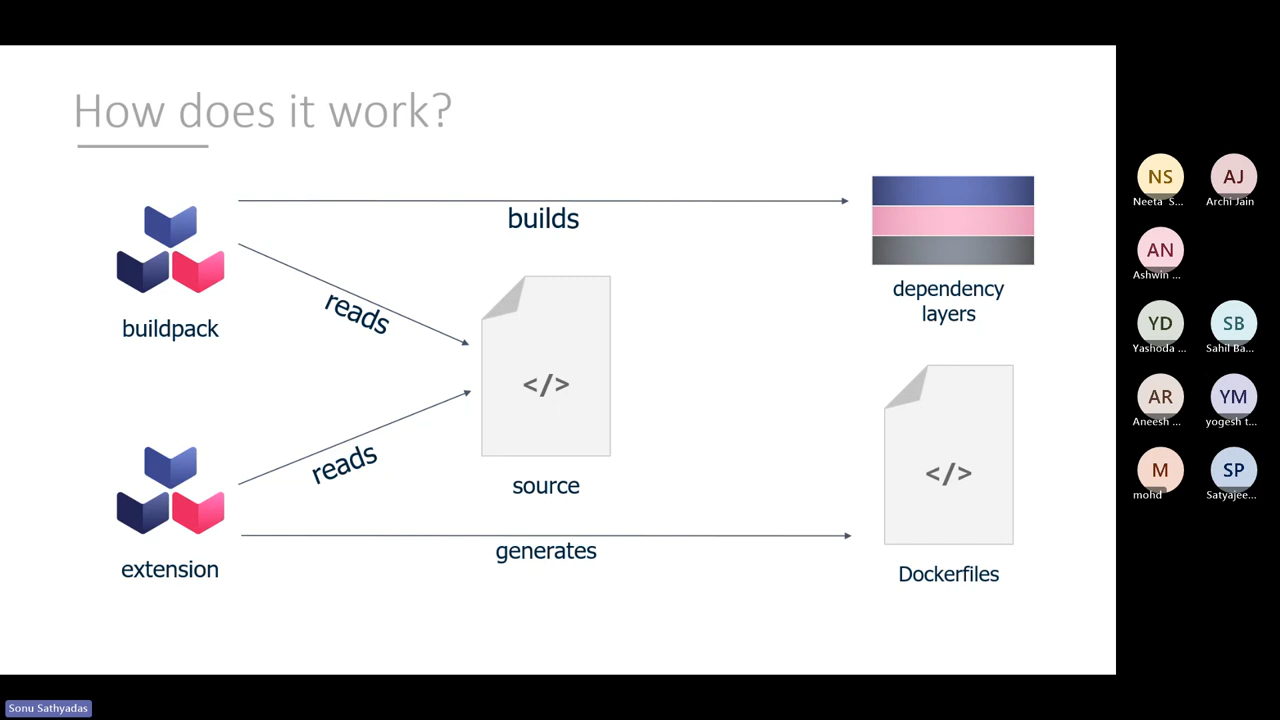 How does it work?
builds
reads
buildpack
dependency
layers
</>
source
reads
extension
generates
</>
Dockerfiles
NS
Neeta S...
AJ
Archi Jain
AN
Ashwin ...
YD
Yashoda ...
SB
Sahil Ba...
AR
Aneesh ...
YM
yogesh t...
M
mohd
SP
Satyajee...
Sonu Sathyadas